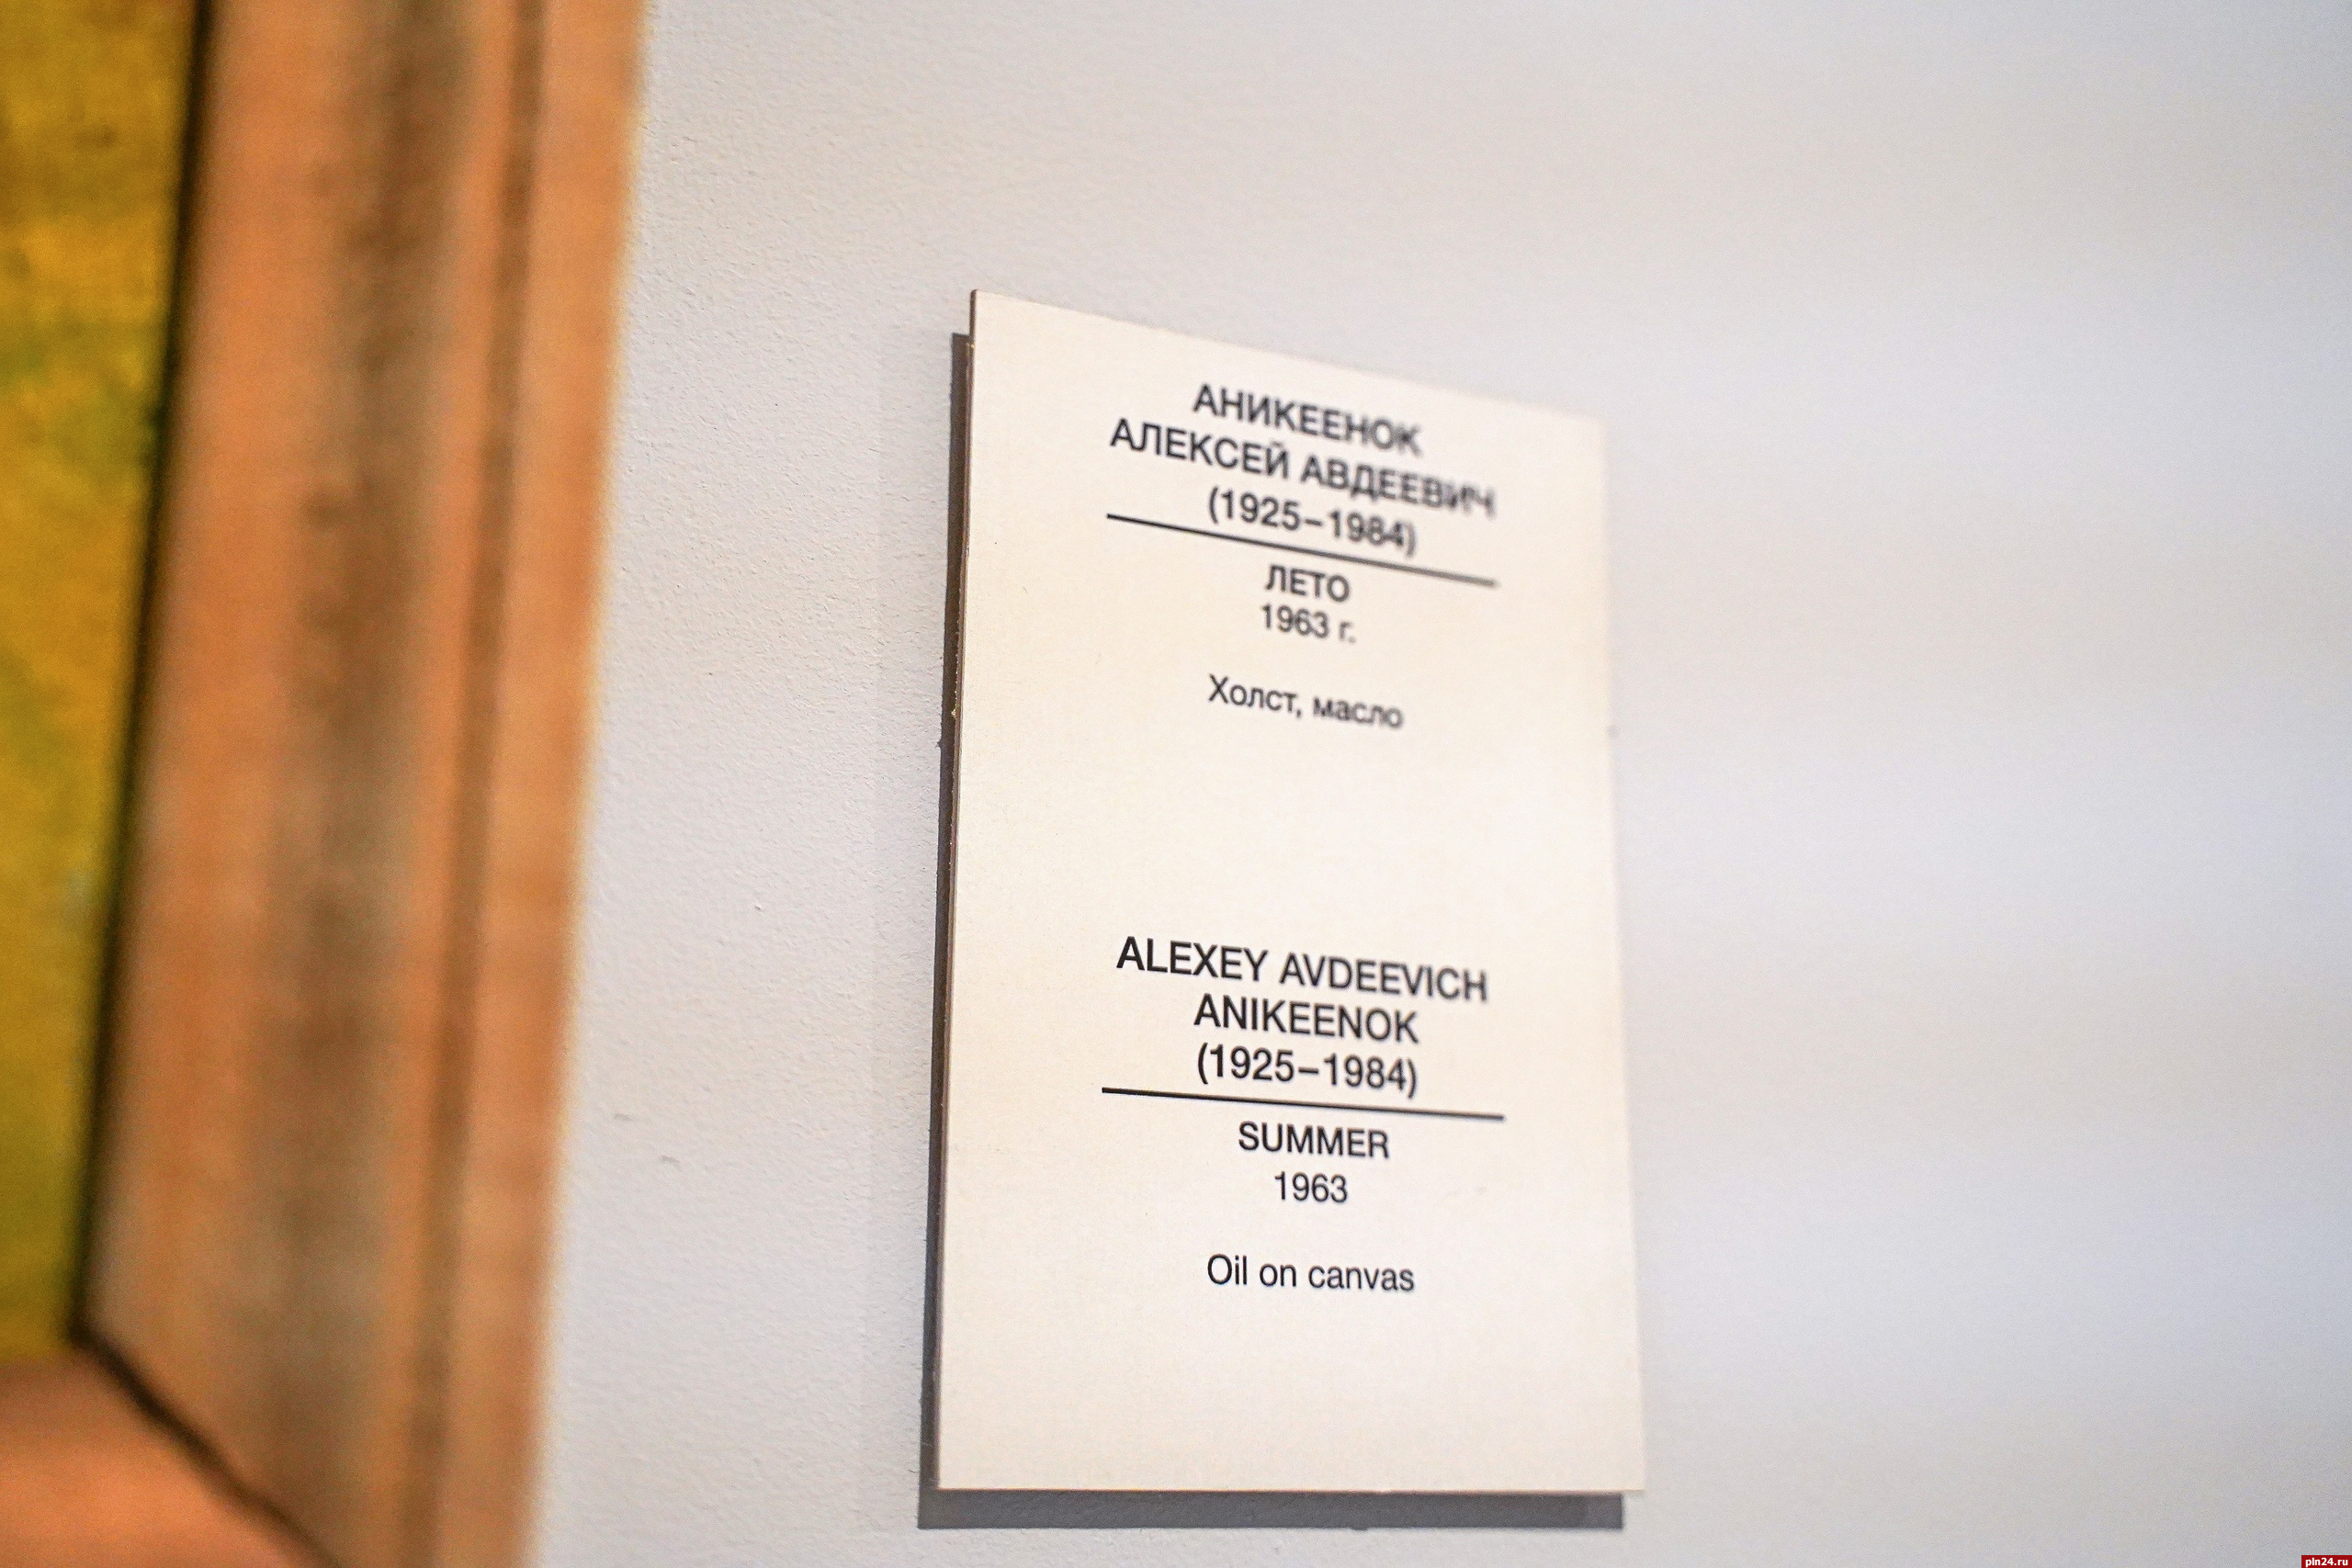 АНИКЕЕНОК
АЛЕКСЕЙ АВДЕЕВИЧ
(1925–1984)
ЛЕТО
1963 г.
Холст, масло
ALEXEY AVDEEVICH
ANIKEENOK
(1925–1984)
SUMMER
1963
Oil on canvas
pln24.ru